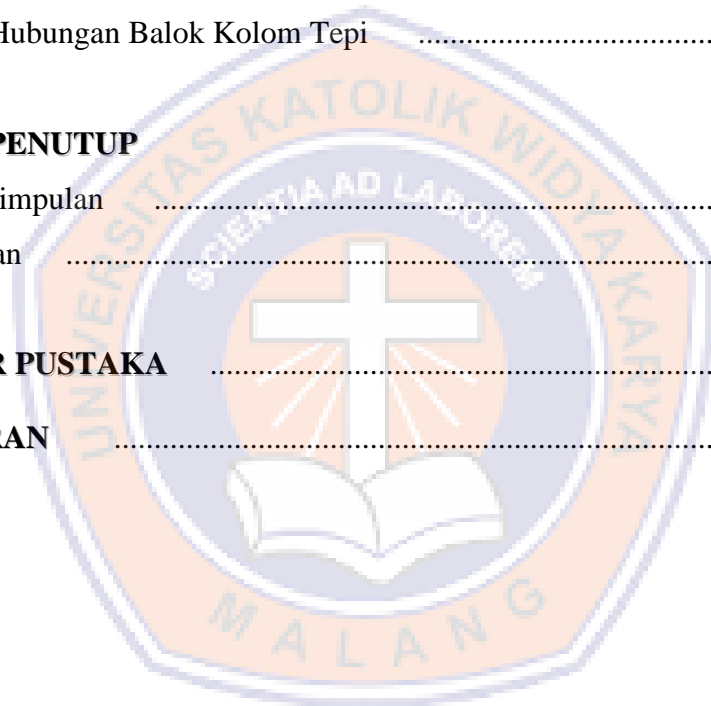 Hubungan Balok Kolom Tepi ....................................
PENUTUP
impulan ....................................................................
an ................................................................................
R PUSTAKA ..............................................................
RAN ..........................................................................
UNIVERSITAS KATOLIK WIDYA KARYA
SCIENTIA AD LABOREM
MALANG